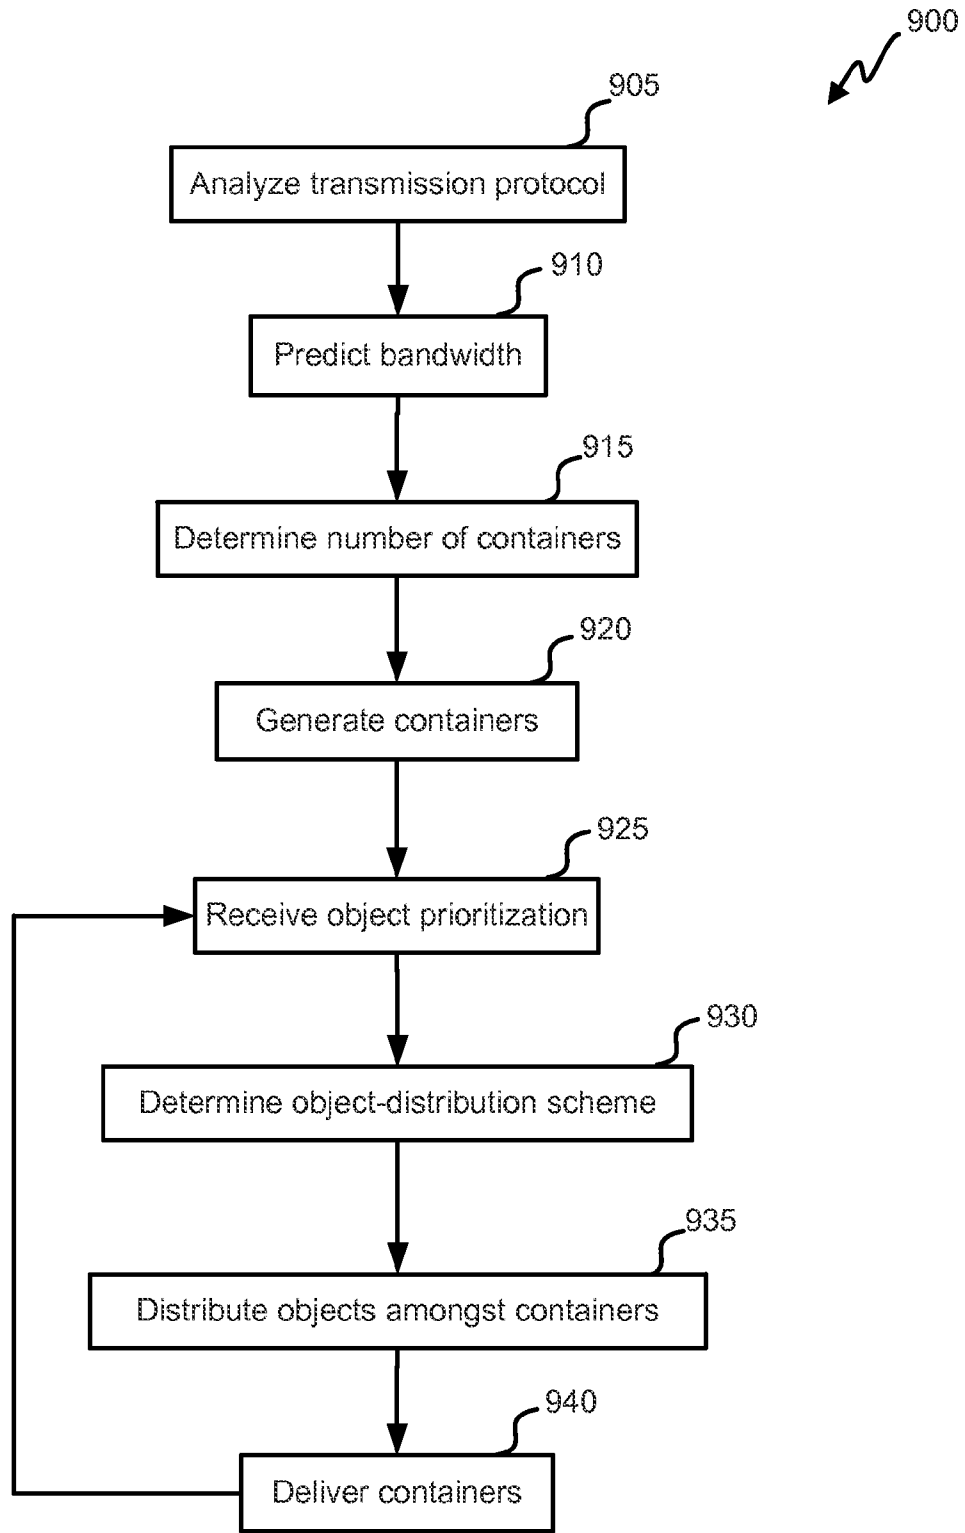 900
905
Analyze transmission protocol
910
Predict bandwidth
915
Determine number of containers
920
Generate containers
925
Receive object prioritization
930
Determine object-distribution scheme
935
Distribute objects amongst containers
940
Deliver containers